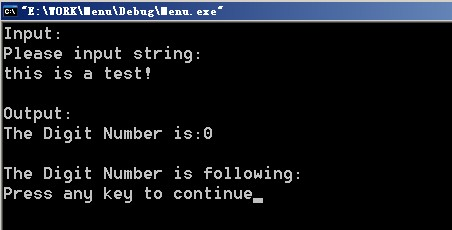 "E:\WORK\Menu\Debug\Menu.exe"
Input:
Please input string:
this is a test!
Output:
The Digit Number is:0
The Digit Number is following:
Press any key to continue_